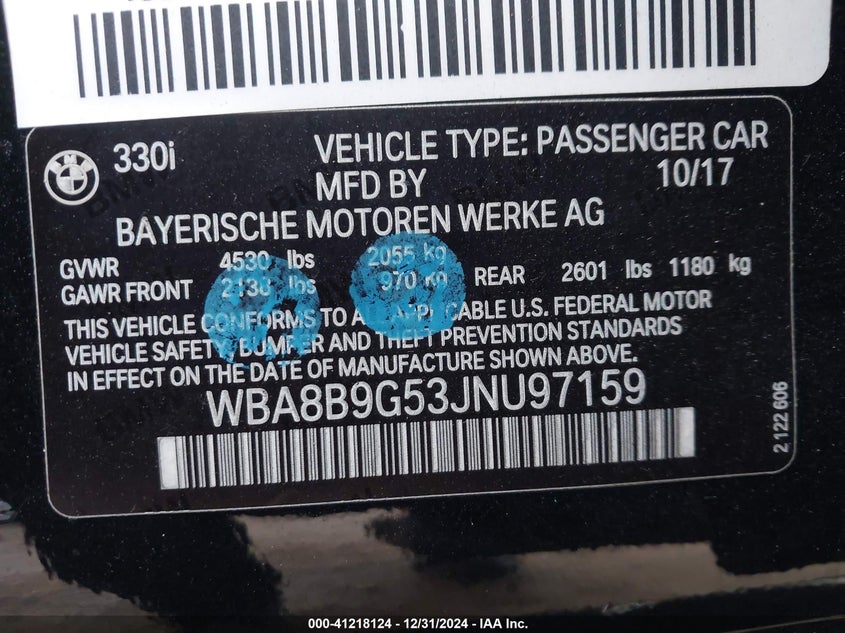 330i VEHICLE TYPE: PASSENGER CAR
MFD BY 10/17
BAYERISCHE MOTOREN WERKE AG
GVWR 4530 lbs 2055 kg
GAWR FRONT 2138 lbs 970 kg REAR 2601 lbs 1180 kg
THIS VEHICLE CONFORMS TO ALL APPLICABLE U.S. FEDERAL MOTOR
VEHICLE SAFETY BUMPER AND THEFT PREVENTION STANDARDS
IN EFFECT ON THE DATE OF MANUFACTURE SHOWN ABOVE.
WBA8B9G53JNU97159
2 122 606
000-41218124 - 12/31/2024 - IAA Inc.